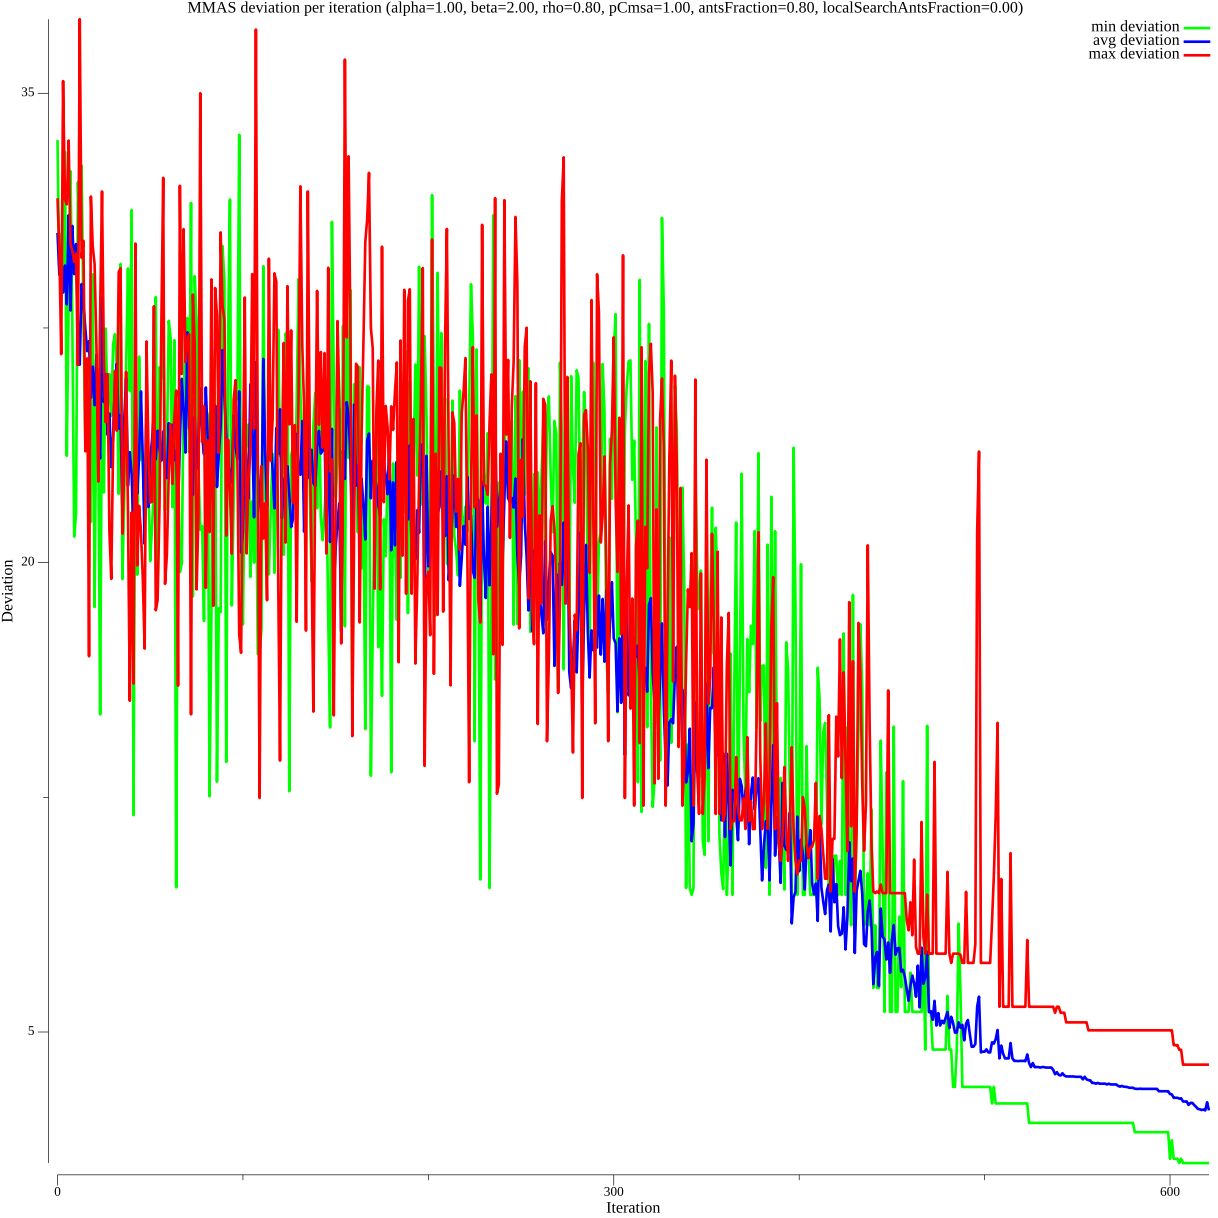 MMAS deviation per iteration (alpha=1.00, beta=2.00, rho=0.80, pCmsa=1.00, antsFraction=0.80, localSearchAntsFraction=0.00)
min deviation
avg deviation
max deviation
35
20
5
Deviation
0
300
600
Iteration